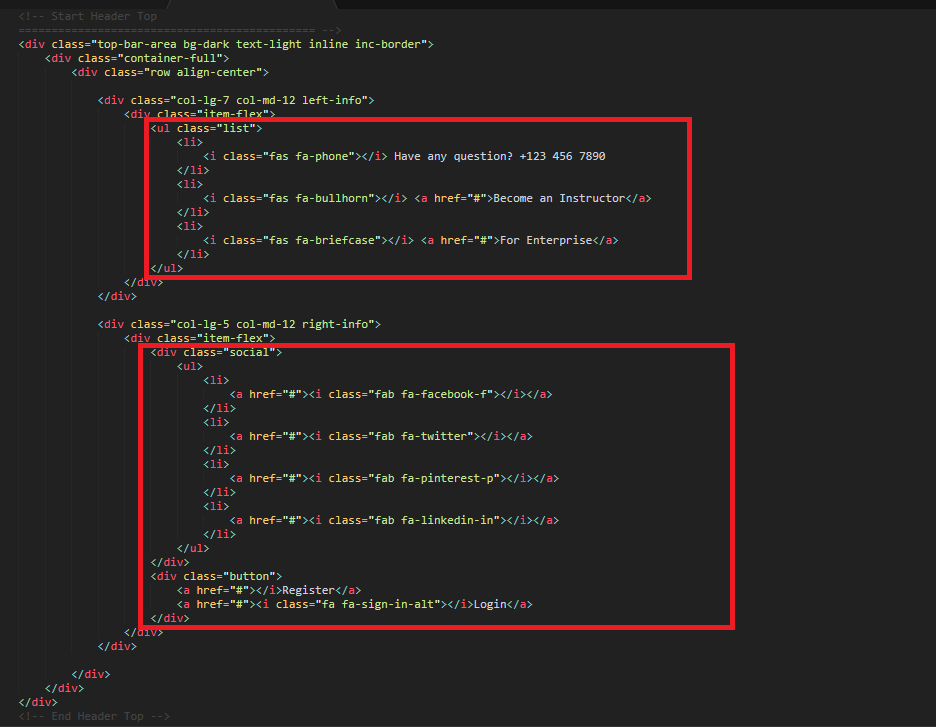 <!-- Start Header Top
============================================= -->
<div class="top-bar-area bg-dark text-light inline inc-border">
    <div class="container-full">
        <div class="row align-center">

            <div class="col-lg-7 col-md-12 left-info">
                <div class="item-flex">
                    <ul class="list">
                        <li>
                            <i class="fas fa-phone"></i> Have any question? +123 456 7890
                        </li>
                        <li>
                            <i class="fas fa-bullhorn"></i> <a href="#">Become an Instructor</a>
                        </li>
                        <li>
                            <i class="fas fa-briefcase"></i> <a href="#">For Enterprise</a>
                        </li>
                    </ul>
                </div>
            </div>

            <div class="col-lg-5 col-md-12 right-info">
                <div class="item-flex">
                    <div class="social">
                        <ul>
                            <li>
                                <a href="#"><i class="fab fa-facebook-f"></i></a>
                            </li>
                            <li>
                                <a href="#"><i class="fab fa-twitter"></i></a>
                            </li>
                            <li>
                                <a href="#"><i class="fab fa-pinterest-p"></i></a>
                            </li>
                            <li>
                                <a href="#"><i class="fab fa-linkedin-in"></i></a>
                            </li>
                        </ul>
                    </div>
                    <div class="button">
                        <a href="#"></i>Register</a>
                        <a href="#"><i class="fa fa-sign-in-alt"></i>Login</a>
                    </div>
                </div>
            </div>

        </div>
    </div>
</div>
<!-- End Header Top -->